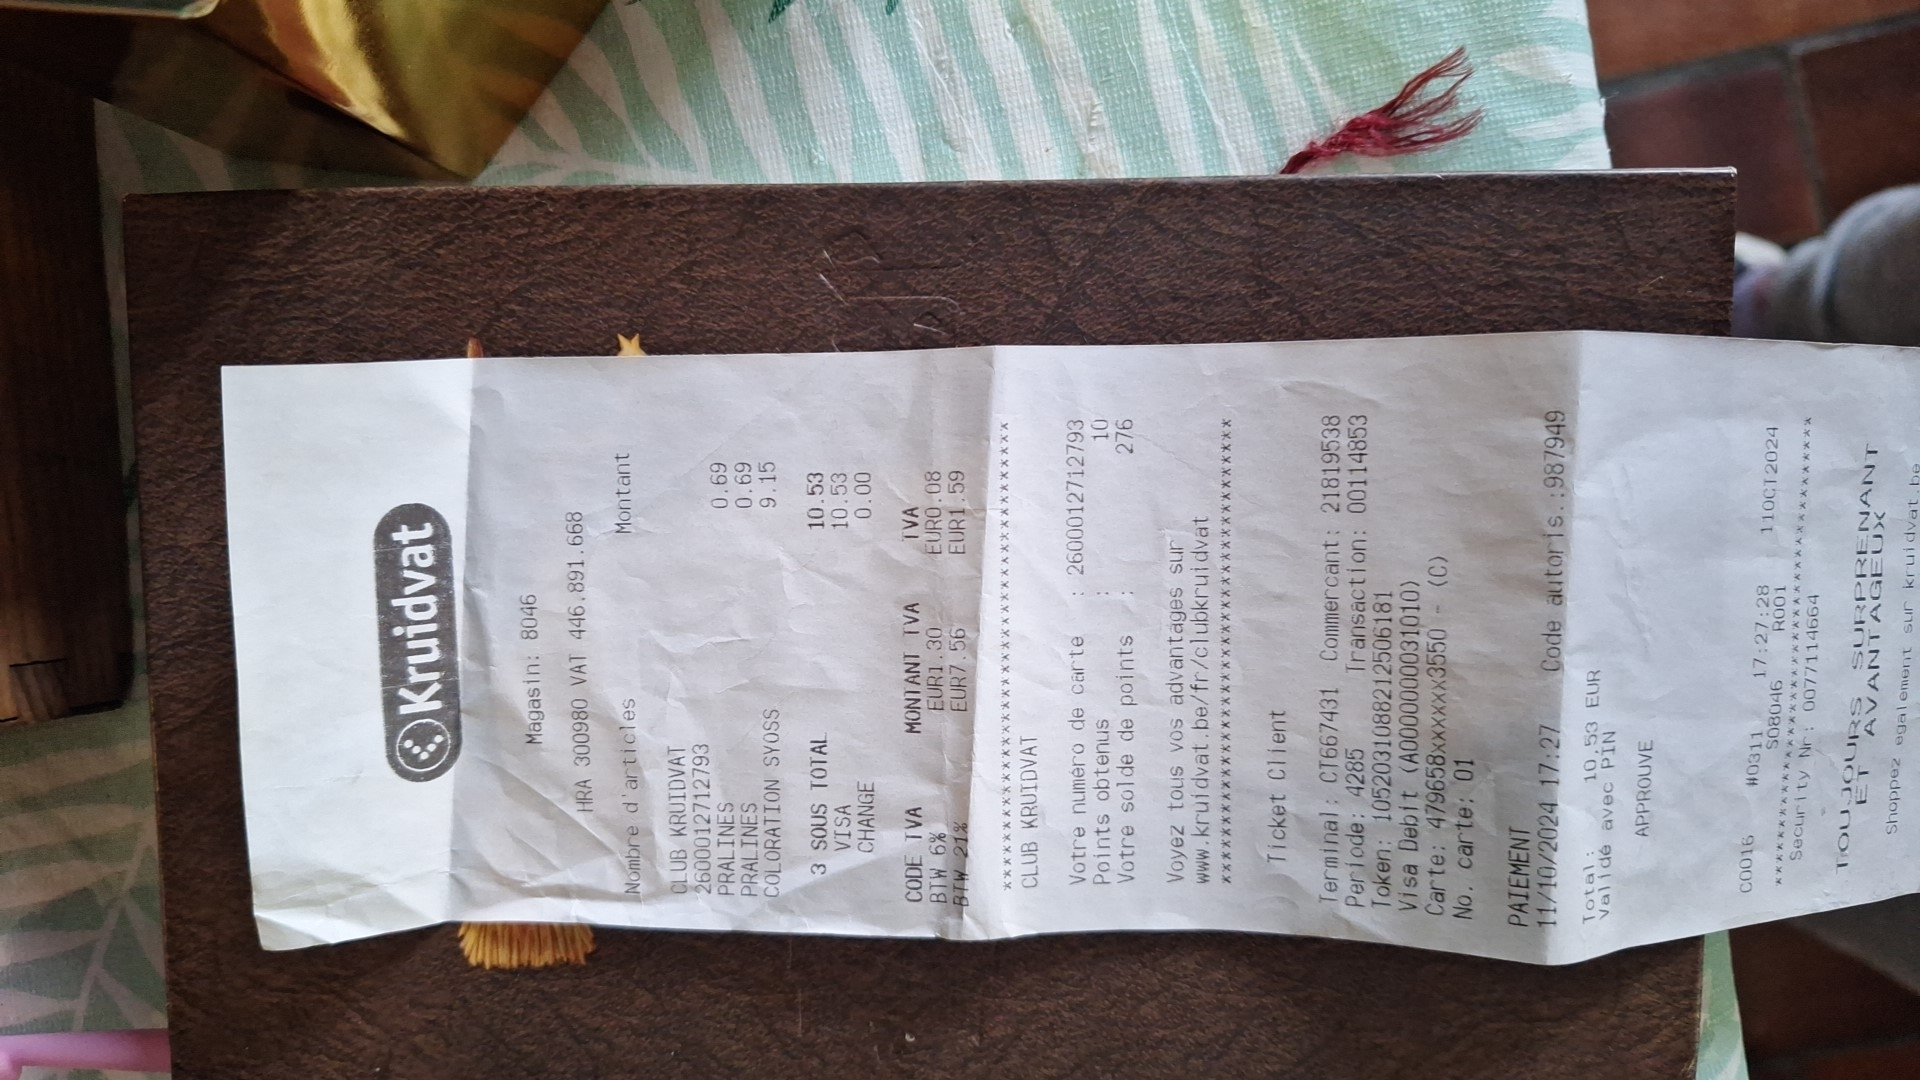 Kruidvat
Magasin: 8046
HRA 300980 VAT 446.891.668
Nombre d'articles Montant
CLUB KRUIDVAT
2600012712793
PRALINES 0.69
PRALINES 0.69
COLORATION SYOSS 9.15
3 SOUS TOTAL 10.53
VISA 10.53
CHANGE 0.00
CODE TVA MONTANT TVA TVA
BTW 6% EUR1.30 EUR0.08
BTW 21% EUR7.56 EUR1.59
****************************************
CLUB KRUIDVAT
Votre numéro de carte : 2600012712793
Points obtenus : 10
Votre solde de points : 276
Voyez tous vos advantages sur
www.kruidvat.be/fr/clubkruidvat
****************************************
Ticket Client
Terminal: CT667431 Commercant: 21819538
Periode: 4285 Transaction: 00114853
Token: 1052031088212506181
Visa Debit (A0000000031010)
Carte: 479658xxxxxx3550 - (C)
No. carte: 01
PAIEMENT
11/10/2024 17:27 Code autoris.:987949
Total: 10,53 EUR
Validé avec PIN
APPROUVE
C0016 #0311 17:27:28 11OCT2024
S08046 R001
****************************************
Security Nr: 0077114664
TOUJOURS SURPRENANT
ET AVANTAGEUX
Shoppez egalement sur kruidvat.be